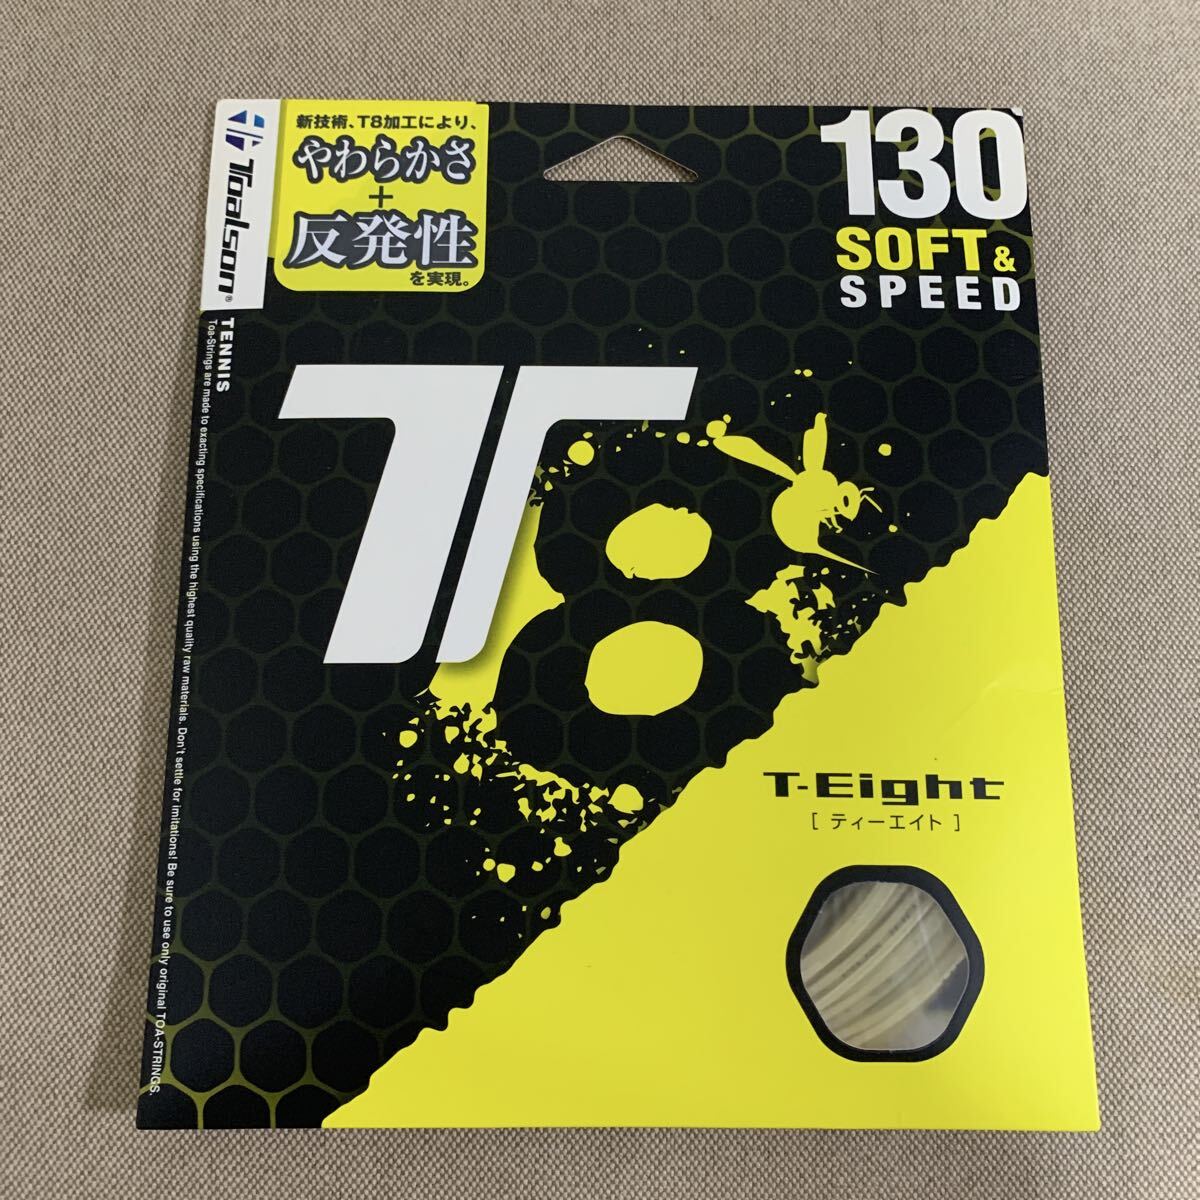 Toalson®
TENNIS
Toa-Strings are made to exacting specifications using the highest quality raw materials. Don't settle for imitations! Be sure to use only original TOA-STRINGS.
新技術、T8加工により、
やわらかさ
+
反発性
を実現。
130
SOFT &
SPEED
T8
T-Eight
[ ティーエイト ]